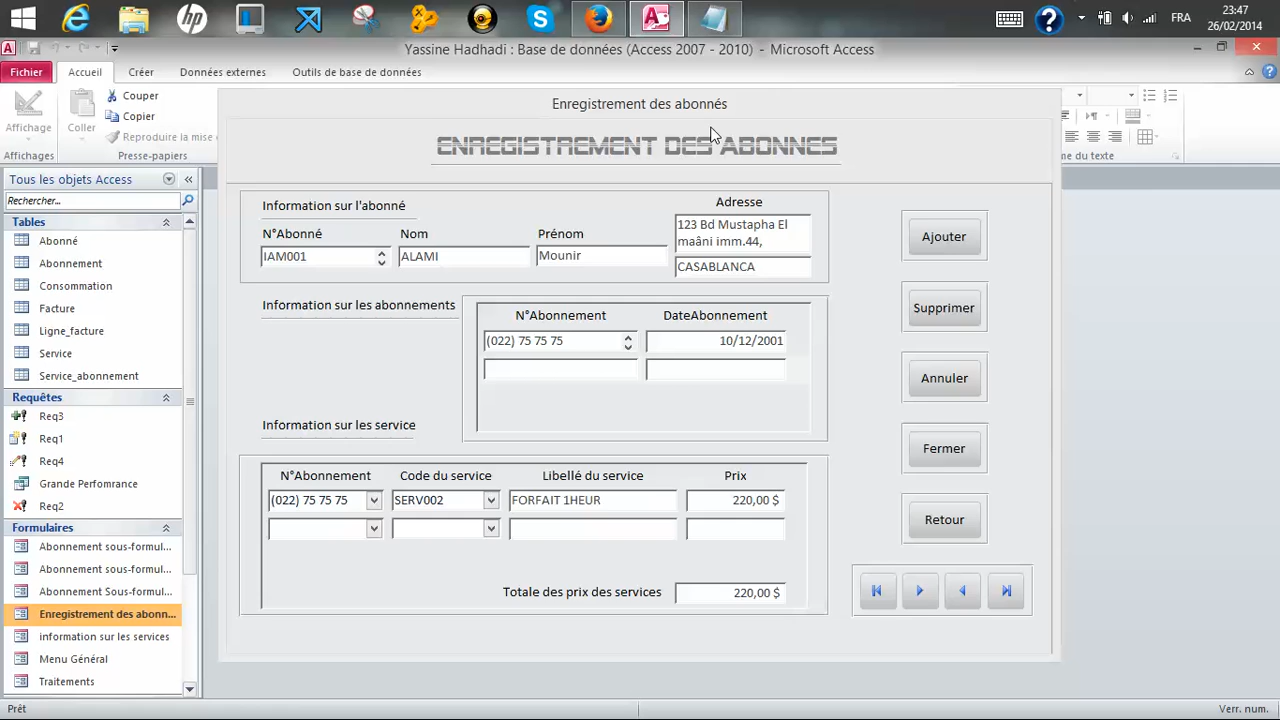 FRA
23:47
26/02/2014
Yassine Hadhadi : Base de données (Access 2007 - 2010) - Microsoft Access
Fichier
Accueil
Créer
Données externes
Outils de base de données
Affichage
Coller
Couper
Copier
Reproduire la mise
Affichages
Presse-papiers
me du texte
Tous les objets Access
Rechercher...
Tables
Abonné
Abonnement
Consommation
Facture
Ligne_facture
Service
Service_abonnement
Requêtes
Req3
Req1
Req4
Grande Perfomrance
Req2
Formulaires
Abonnement sous-formul...
Abonnement sous-formul...
Abonnement Sous-formul...
Enregistrement des abonn...
information sur les services
Menu Général
Traitements
Enregistrement des abonnés
ENREGISTREMENT DES ABONNES
Information sur l'abonné
Adresse
N°Abonné
Nom
Prénom
IAM001
ALAMI
Mounir
123 Bd Mustapha El
maâni imm.44,
CASABLANCA
Information sur les abonnements
N°Abonnement
DateAbonnement
(022) 75 75 75
10/12/2001
Information sur les service
N°Abonnement
Code du service
Libellé du service
Prix
(022) 75 75 75
SERV002
FORFAIT 1HEUR
220,00 $
Totale des prix des services
220,00 $
Ajouter
Supprimer
Annuler
Fermer
Retour
Prêt
Verr. num.